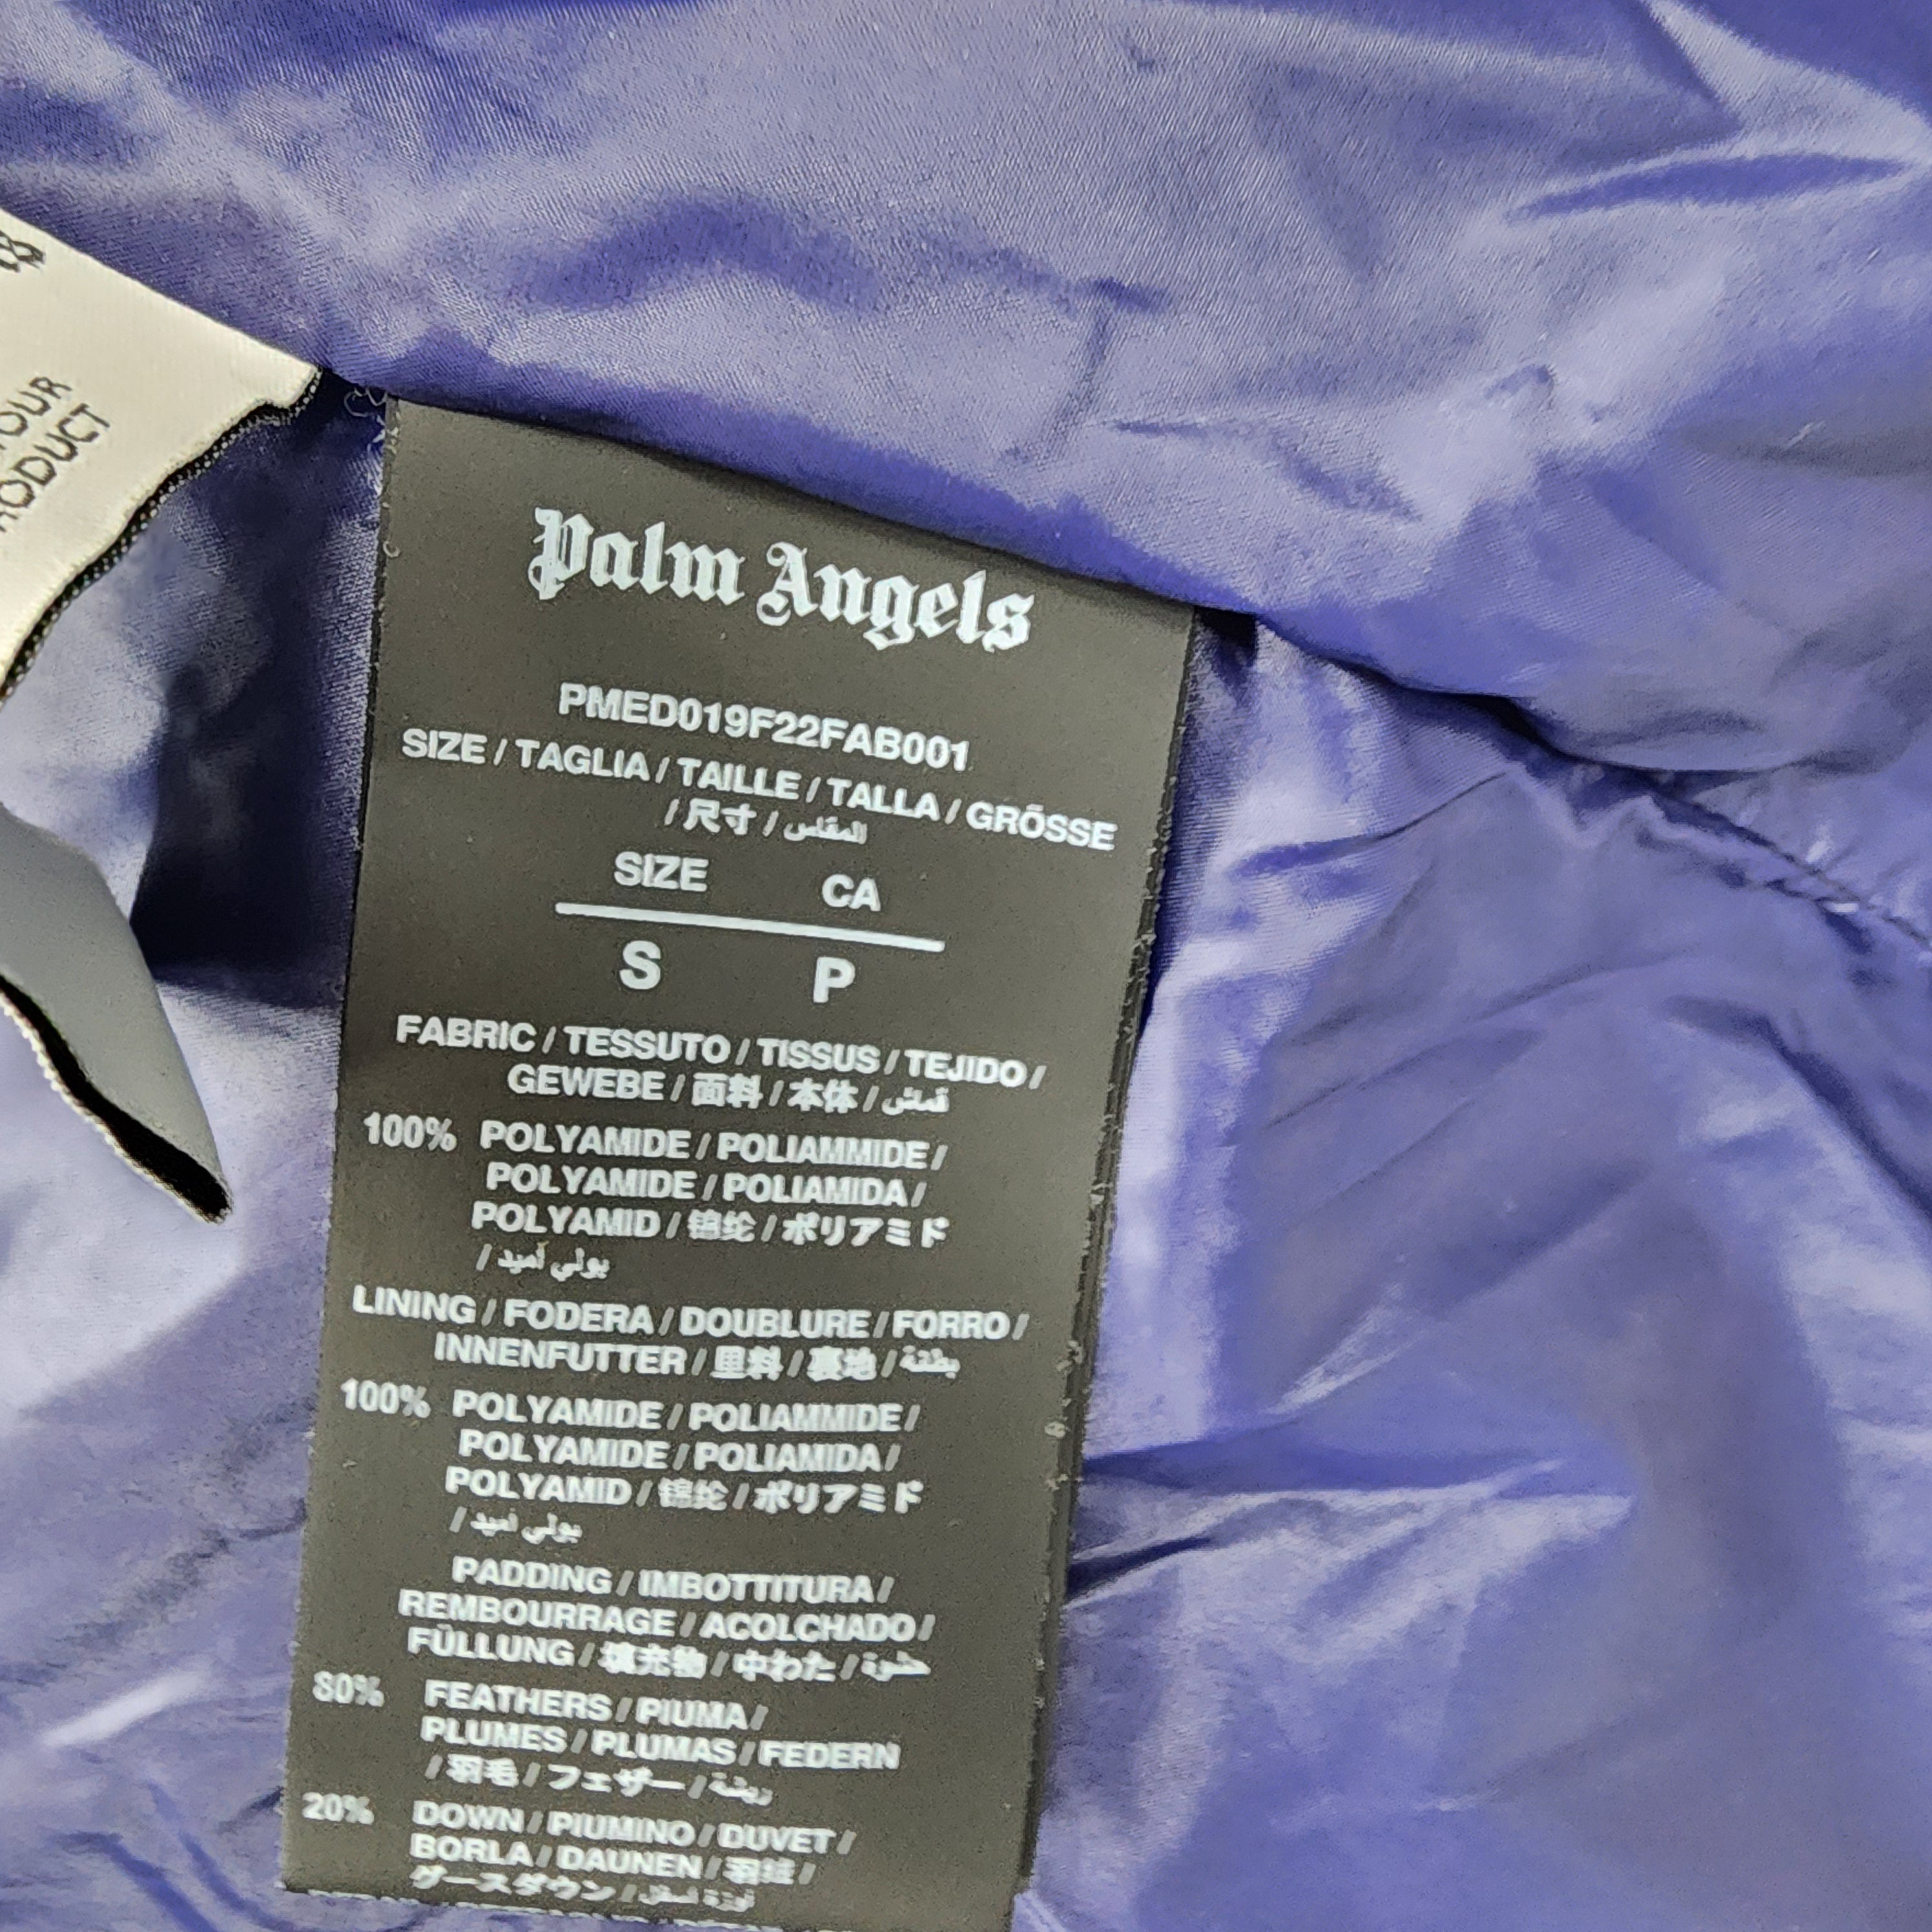 OUR
PRODUCT
Palm Angels
PMED019F22FAB001
SIZE / TAGLIA / TAILLE / TALLA / GRÖSSE
/ 尺寸 / المقاس
SIZE CA
S P
FABRIC / TESSUTO / TISSUS / TEJIDO /
GEWEBE / 面料 / 本体 / قماش
100% POLYAMIDE / POLIAMMIDE /
POLYAMIDE / POLIAMIDA /
POLYAMID / 锦纶 / ポリアミド
/ بولي أميد
LINING / FODERA / DOUBLURE / FORRO /
INNENFUTTER / 里料 / 裏地 / بطانة
100% POLYAMIDE / POLIAMMIDE /
POLYAMIDE / POLIAMIDA /
POLYAMID / 锦纶 / ポリアミド
/ بولي أميد
PADDING / IMBOTTITURA /
REMBOURRAGE / ACOLCHADO /
FÜLLUNG / 填充物 / 中わた / حشوة
80% FEATHERS / PIUMA /
PLUMES / PLUMAS / FEDERN
/ 羽毛 / フェザー / ريشة
20% DOWN / PIUMINO / DUVET /
BORLA / DAUNEN / 羽绒 /
グースダウン /